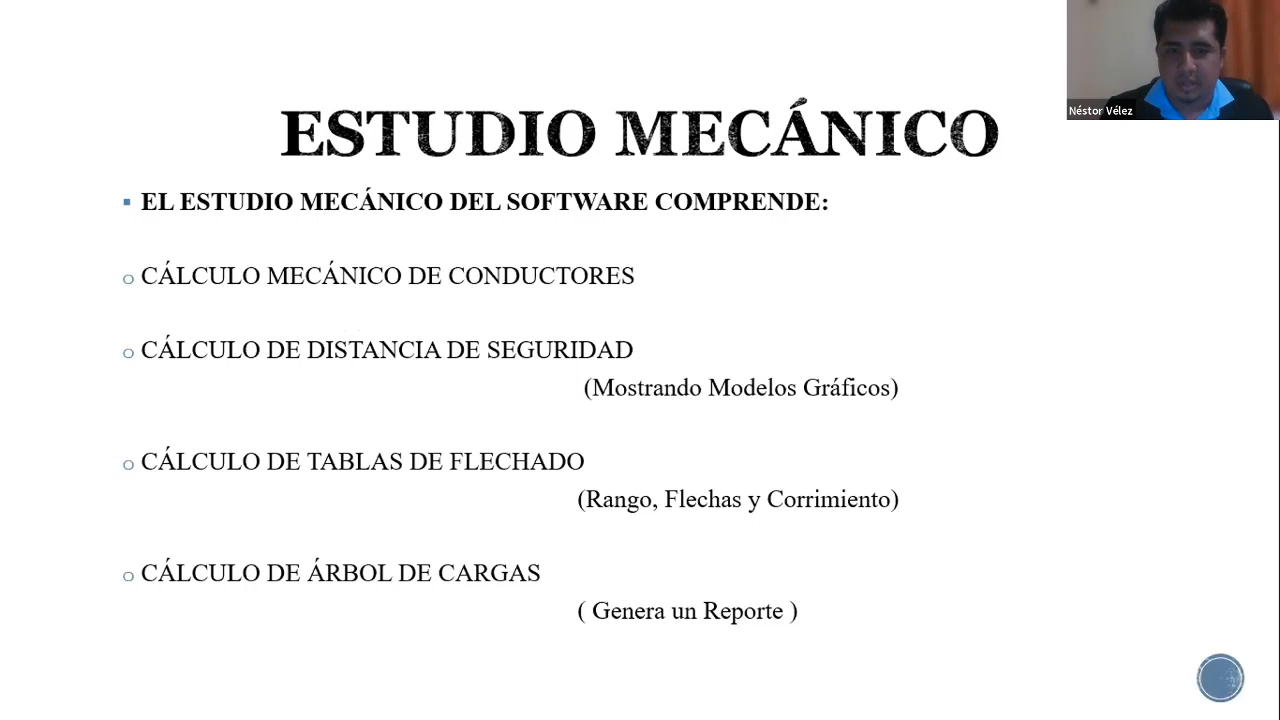 Néstor Vélez
ESTUDIO MECÁNICO
EL ESTUDIO MECÁNICO DEL SOFTWARE COMPRENDE:
CÁLCULO MECÁNICO DE CONDUCTORES
CÁLCULO DE DISTANCIA DE SEGURIDAD
(Mostrando Modelos Gráficos)
CÁLCULO DE TABLAS DE FLECHADO
(Rango, Flechas y Corrimiento)
CÁLCULO DE ÁRBOL DE CARGAS
( Genera un Reporte )